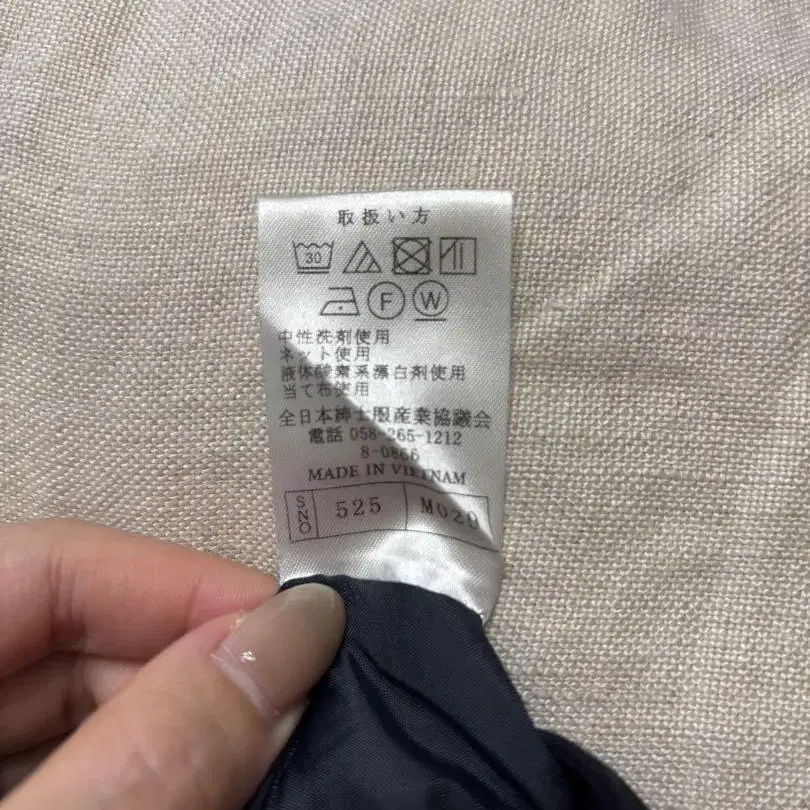 取扱い方
30
F W
中性洗剤使用
ネット使用
液体酸素系漂白剤使用
当て布使用
全日本紳士服産業協議会
電話 058-265-1212
8-0866
MADE IN VIETNAM
SNO 525 M020